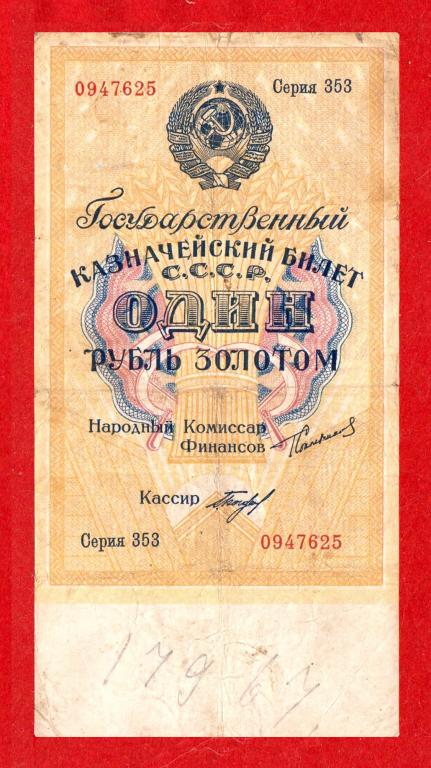 0947625 Серия 353
Государственный
КАЗНАЧЕЙСКИЙ БИЛЕТ
С.С.С.Р.
ОДИН
РУБЛЬ ЗОЛОТОМ
Народный Комиссар
Финансов
Кассир
Серия 353 0947625